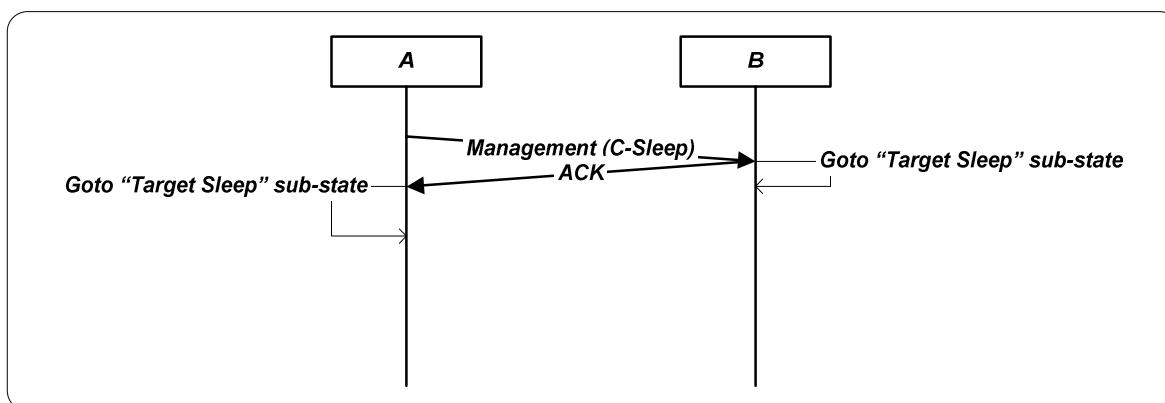 A
B
Management (C-Sleep)
Goto “Target Sleep” sub-state
ACK
Goto “Target Sleep” sub-state